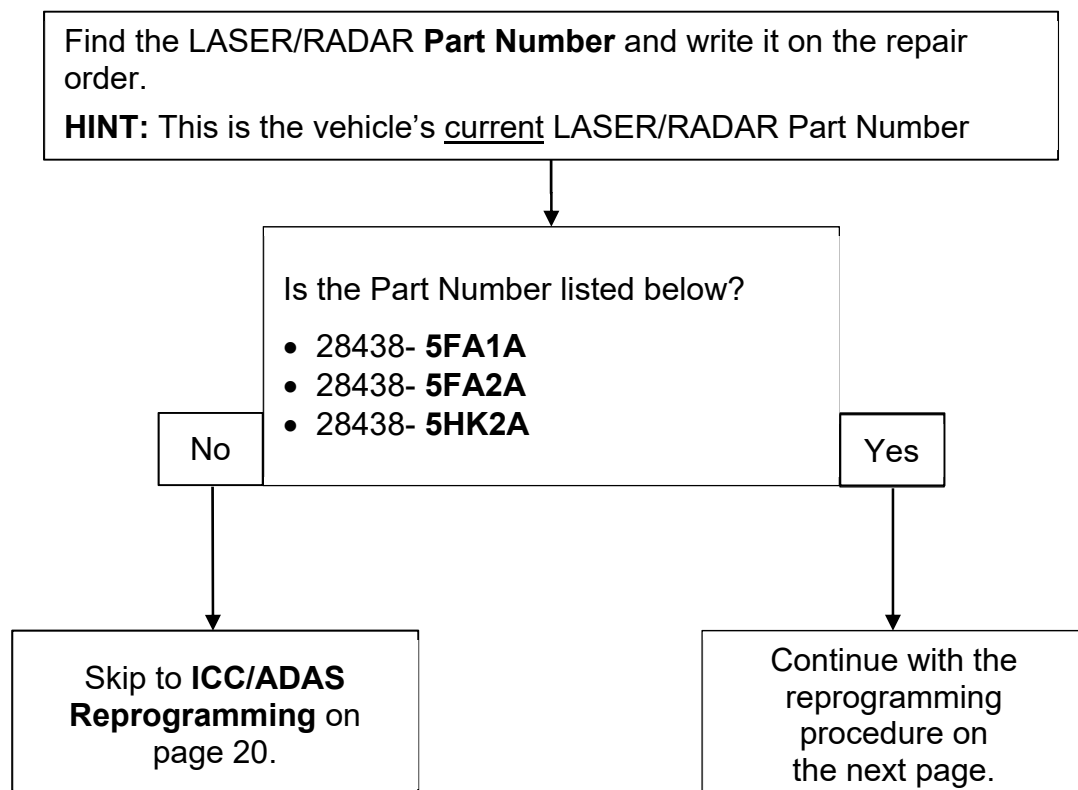 Find the LASER/RADAR Part Number and write it on the repair
order.
HINT: This is the vehicle’s current LASER/RADAR Part Number
Is the Part Number listed below?
• 28438- 5FA1A
• 28438- 5FA2A
• 28438- 5HK2A
No
Yes
Skip to ICC/ADAS
Reprogramming on
page 20.
Continue with the
reprogramming
procedure on
the next page.